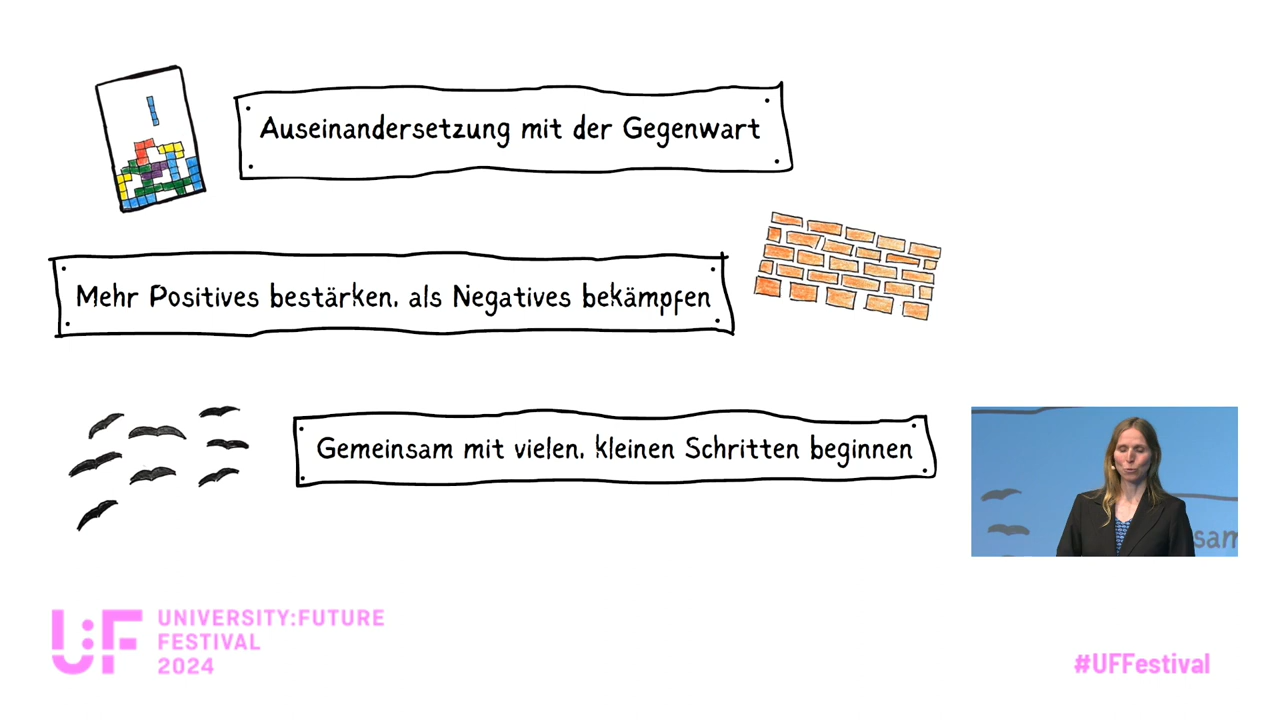 Auseinandersetzung mit der Gegenwart
Mehr Positives bestärken, als Negatives bekämpfen
Gemeinsam mit vielen, kleinen Schritten beginnen
sam
U:F
UNIVERSITY:FUTURE
FESTIVAL
2024
#UFFestival